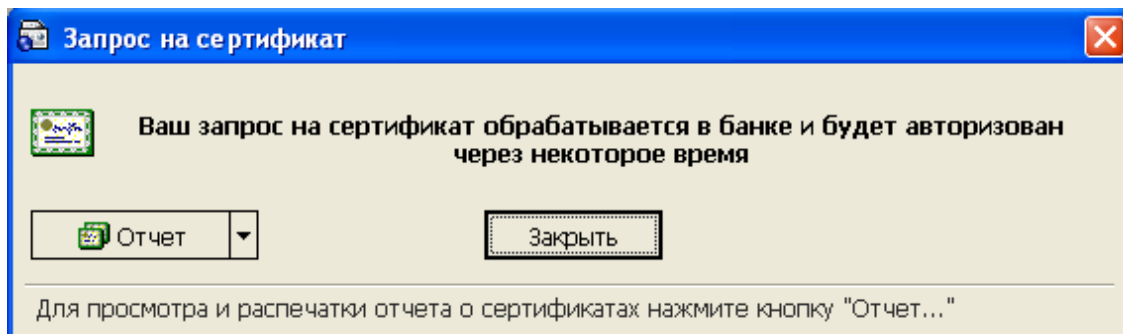 Запрос на сертификат
Ваш запрос на сертификат обрабатывается в банке и будет авторизован
через некоторое время
Отчет
Закрыть
Для просмотра и распечатки отчета о сертификатах нажмите кнопку "Отчет..."